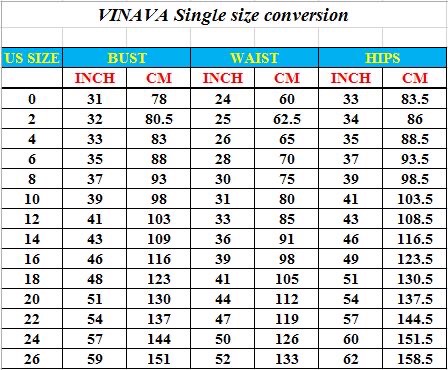 VINAVA Single size conversion
US SIZE BUST WAIST HIPS
INCH CM INCH CM INCH CM
0 31 78 24 60 33 83.5
2 32 80.5 25 62.5 34 86
4 33 83 26 65 35 88.5
6 35 88 28 70 37 93.5
8 37 93 30 75 39 98.5
10 39 98 31 80 41 103.5
12 41 103 33 85 43 108.5
14 43 109 36 91 46 116.5
16 46 116 39 98 49 123.5
18 48 123 41 105 51 130.5
20 51 130 44 112 54 137.5
22 54 137 47 119 57 144.5
24 57 144 50 126 60 151.5
26 59 151 52 133 62 158.5